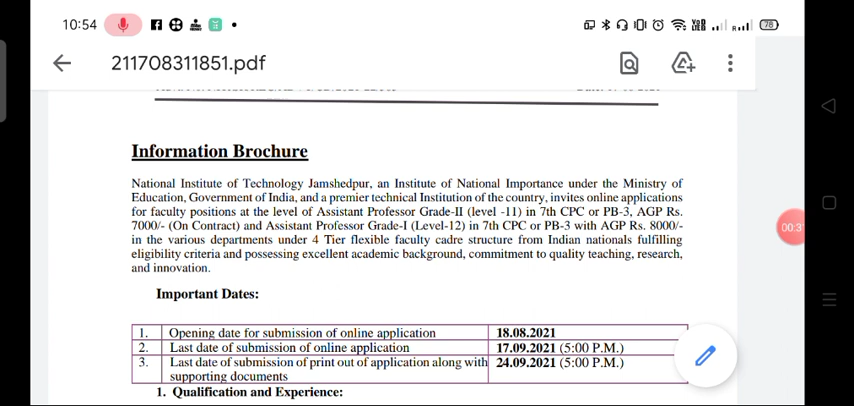 10:54
78
211708311851.pdf
Information Brochure
National Institute of Technology Jamshedpur, an Institute of National Importance under the Ministry of
Education, Government of India, and a premier technical Institution of the country, invites online applications
for faculty positions at the level of Assistant Professor Grade-II (level -11) in 7th CPC or PB-3, AGP Rs.
7000/- (On Contract) and Assistant Professor Grade-I (Level-12) in 7th CPC or PB-3 with AGP Rs. 8000/-
in the various departments under 4 Tier flexible faculty cadre structure from Indian nationals fulfilling
eligibility criteria and possessing excellent academic background, commitment to quality teaching, research,
and innovation.
00:3
Important Dates:
1. Opening date for submission of online application 18.08.2021
2. Last date of submission of online application 17.09.2021 (5:00 P.M.)
3. Last date of submission of print out of application along with 24.09.2021 (5:00 P.M.)
supporting documents
1. Qualification and Experience: